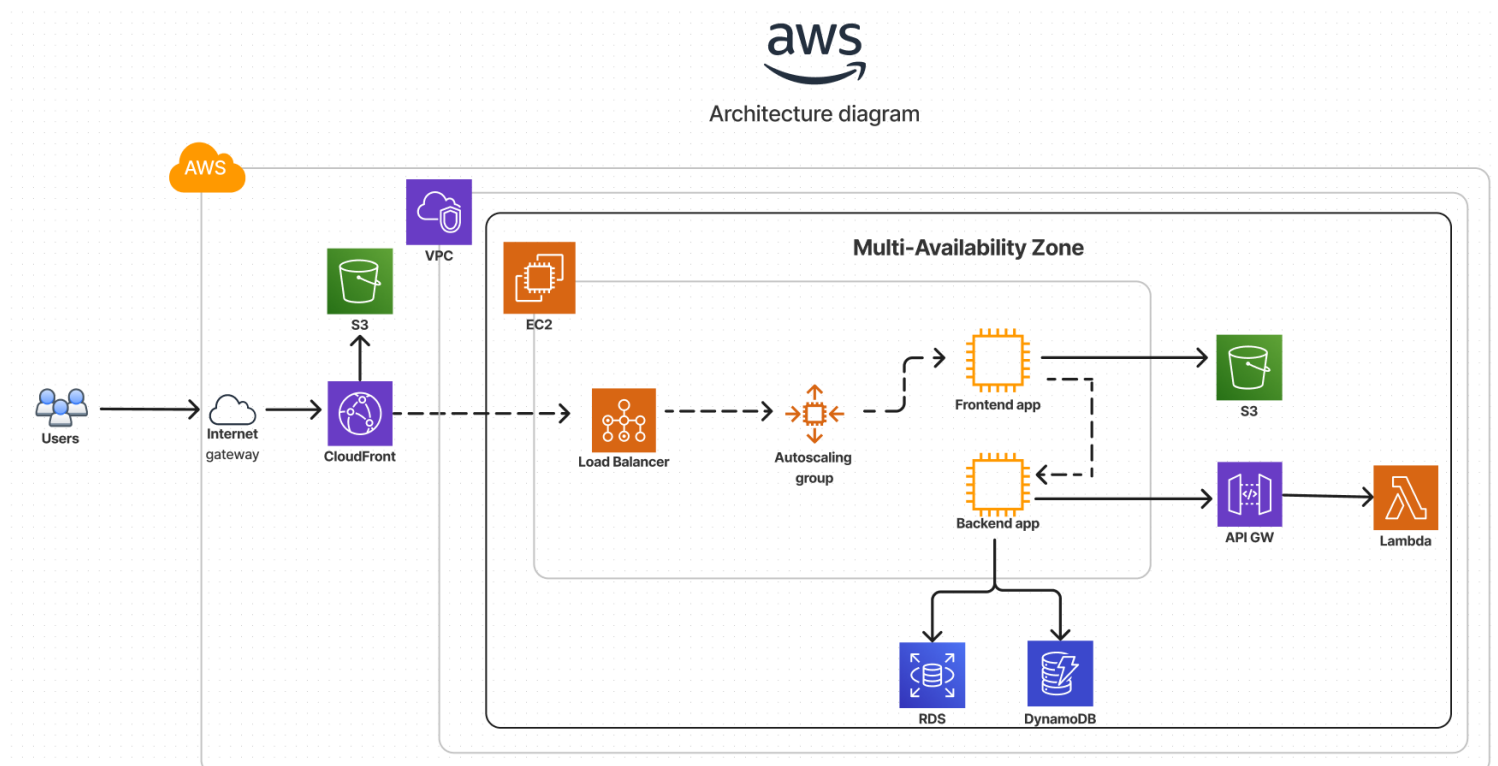 aws
Architecture diagram
AWS
VPC
Multi-Availability Zone
EC2
S3
Frontend app
S3
Users
Internet
gateway
CloudFront
Load Balancer
Autoscaling
group
Backend app
API GW
Lambda
RDS
DynamoDB